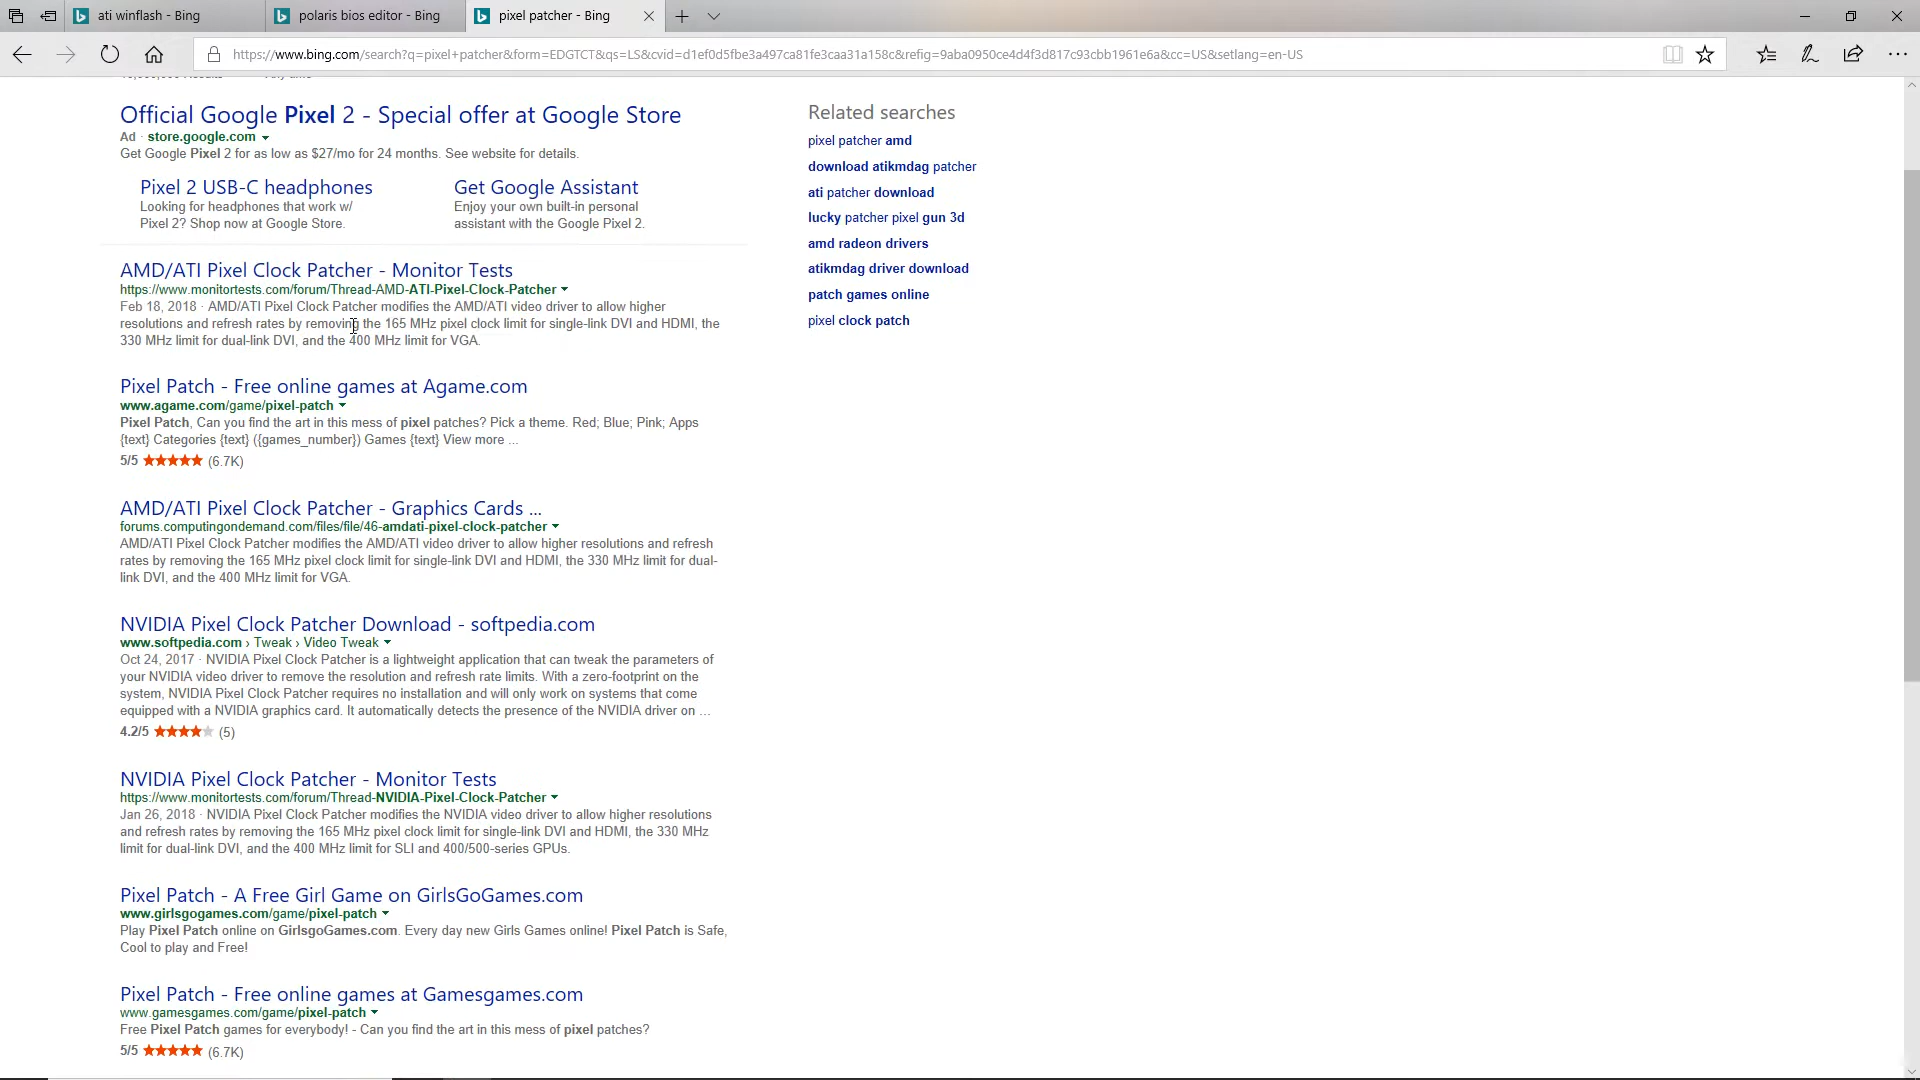 ati winflash - Bing
polaris bios editor - Bing
pixel patcher - Bing
https://www.bing.com/search?q=pixel+patcher&form=EDGTCT&qs=LS&cvid=d1ef0d5fbe3a497ca81fe3caa31a158c&refig=9aba0950ce4d4f3d817c93cbb1961e6a&cc=US&setlang=en-US
Official Google Pixel 2 - Special offer at Google Store
Ad · store.google.com
Get Google Pixel 2 for as low as $27/mo for 24 months. See website for details.
Pixel 2 USB-C headphones
Looking for headphones that work w/
Pixel 2? Shop now at Google Store.
Get Google Assistant
Enjoy your own built-in personal
assistant with the Google Pixel 2.
AMD/ATI Pixel Clock Patcher - Monitor Tests
https://www.monitortests.com/forum/Thread-AMD-ATI-Pixel-Clock-Patcher
Feb 18, 2018 · AMD/ATI Pixel Clock Patcher modifies the AMD/ATI video driver to allow higher
resolutions and refresh rates by removing the 165 MHz pixel clock limit for single-link DVI and HDMI, the
330 MHz limit for dual-link DVI, and the 400 MHz limit for VGA.
Pixel Patch - Free online games at Agame.com
www.agame.com/game/pixel-patch
Pixel Patch, Can you find the art in this mess of pixel patches? Pick a theme. Red; Blue; Pink; Apps
{text} Categories {text} ({games_number}) Games {text} View more ...
5/5 ★★★★★ (6.7K)
AMD/ATI Pixel Clock Patcher - Graphics Cards ...
forums.computingondemand.com/files/file/46-amdati-pixel-clock-patcher
AMD/ATI Pixel Clock Patcher modifies the AMD/ATI video driver to allow higher resolutions and refresh
rates by removing the 165 MHz pixel clock limit for single-link DVI and HDMI, the 330 MHz limit for dual-
link DVI, and the 400 MHz limit for VGA.
NVIDIA Pixel Clock Patcher Download - softpedia.com
www.softpedia.com › Tweak › Video Tweak
Oct 24, 2017 · NVIDIA Pixel Clock Patcher is a lightweight application that can tweak the parameters of
your NVIDIA video driver to remove the resolution and refresh rate limits. With a zero-footprint on the
system, NVIDIA Pixel Clock Patcher requires no installation and will only work on systems that come
equipped with a NVIDIA graphics card. It automatically detects the presence of the NVIDIA driver on ...
4.2/5 ★★★★★ (5)
NVIDIA Pixel Clock Patcher - Monitor Tests
https://www.monitortests.com/forum/Thread-NVIDIA-Pixel-Clock-Patcher
Jan 26, 2018 · NVIDIA Pixel Clock Patcher modifies the NVIDIA video driver to allow higher resolutions
and refresh rates by removing the 165 MHz pixel clock limit for single-link DVI and HDMI, the 330 MHz
limit for dual-link DVI, and the 400 MHz limit for SLI and 400/500-series GPUs.
Pixel Patch - A Free Girl Game on GirlsGoGames.com
www.girlsgogames.com/game/pixel-patch
Play Pixel Patch online on GirlsgoGames.com. Every day new Girls Games online! Pixel Patch is Safe,
Cool to play and Free!
Pixel Patch - Free online games at Gamesgames.com
www.gamesgames.com/game/pixel-patch
Free Pixel Patch games for everybody! - Can you find the art in this mess of pixel patches?
5/5 ★★★★★ (6.7K)
Related searches
pixel patcher amd
download atikmdag patcher
ati patcher download
lucky patcher pixel gun 3d
amd radeon drivers
atikmdag driver download
patch games online
pixel clock patch